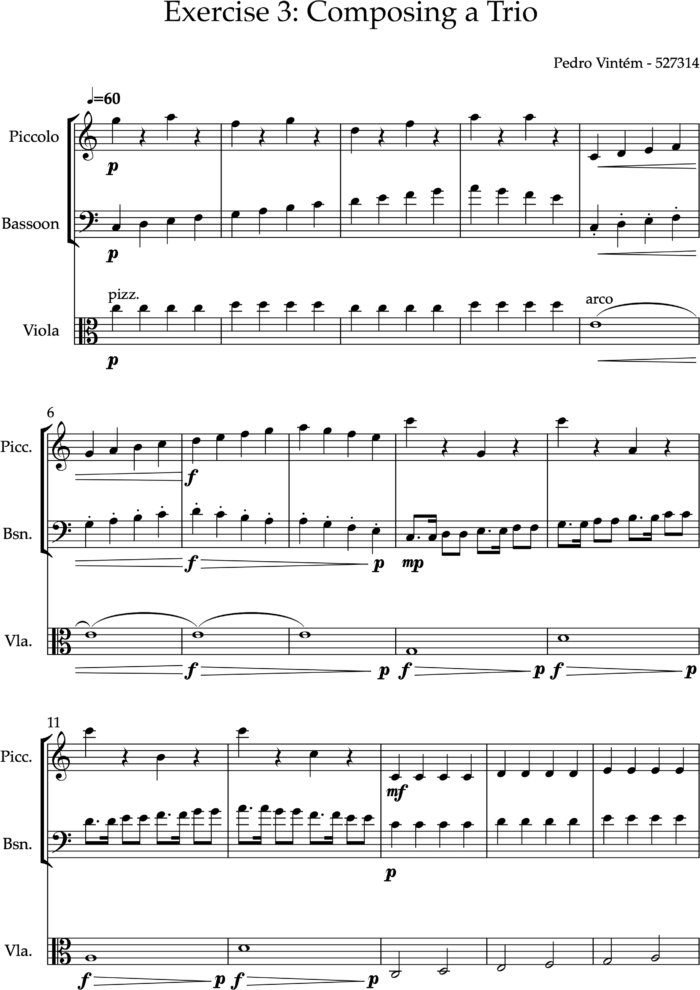 Exercise 3: Composing a Trio
Pedro Vintém - 527314
♩=60
Piccolo
p
Bassoon
p
pizz.
arco
Viola
p
6
Picc.
f
Bsn.
f p mp
Vla.
f p f p f p
11
Picc.
mf
Bsn.
p
Vla.
f p f p